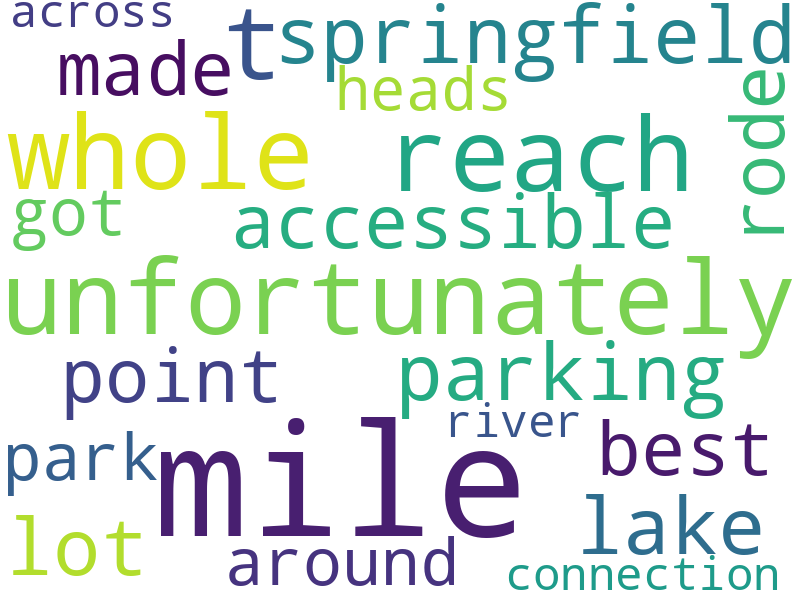 across
t springfield
made
heads
rode
whole reach
got accessible
unfortunately
point parking
river
park mile best
lot around lake
connection